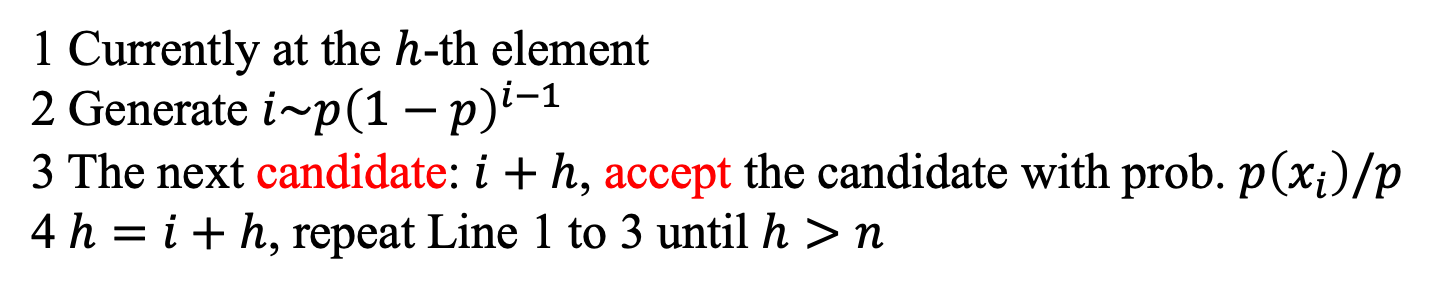 1 Currently at the ℎ-th element
2 Generate 𝑖~𝑝(1 − 𝑝)^{𝑖−1}
3 The next candidate: 𝑖 + ℎ, accept the candidate with prob. 𝑝(𝑥_𝑖)/𝑝
4 ℎ = 𝑖 + ℎ, repeat Line 1 to 3 until ℎ > 𝑛